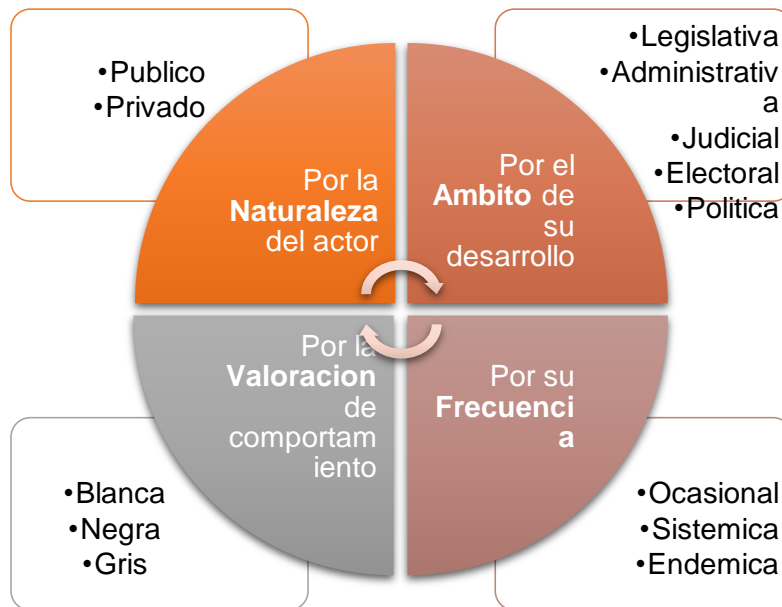 •Publico
•Privado
Por la
Naturaleza
del actor
•Legislativa
•Administrativ
a
•Judicial
•Electoral
•Politica
Por el
Ambito de
su
desarrollo
Por la
Valoracion
de
comportam
iento
•Blanca
•Negra
•Gris
Por su
Frecuenci
a
•Ocasional
•Sistemica
•Endemica